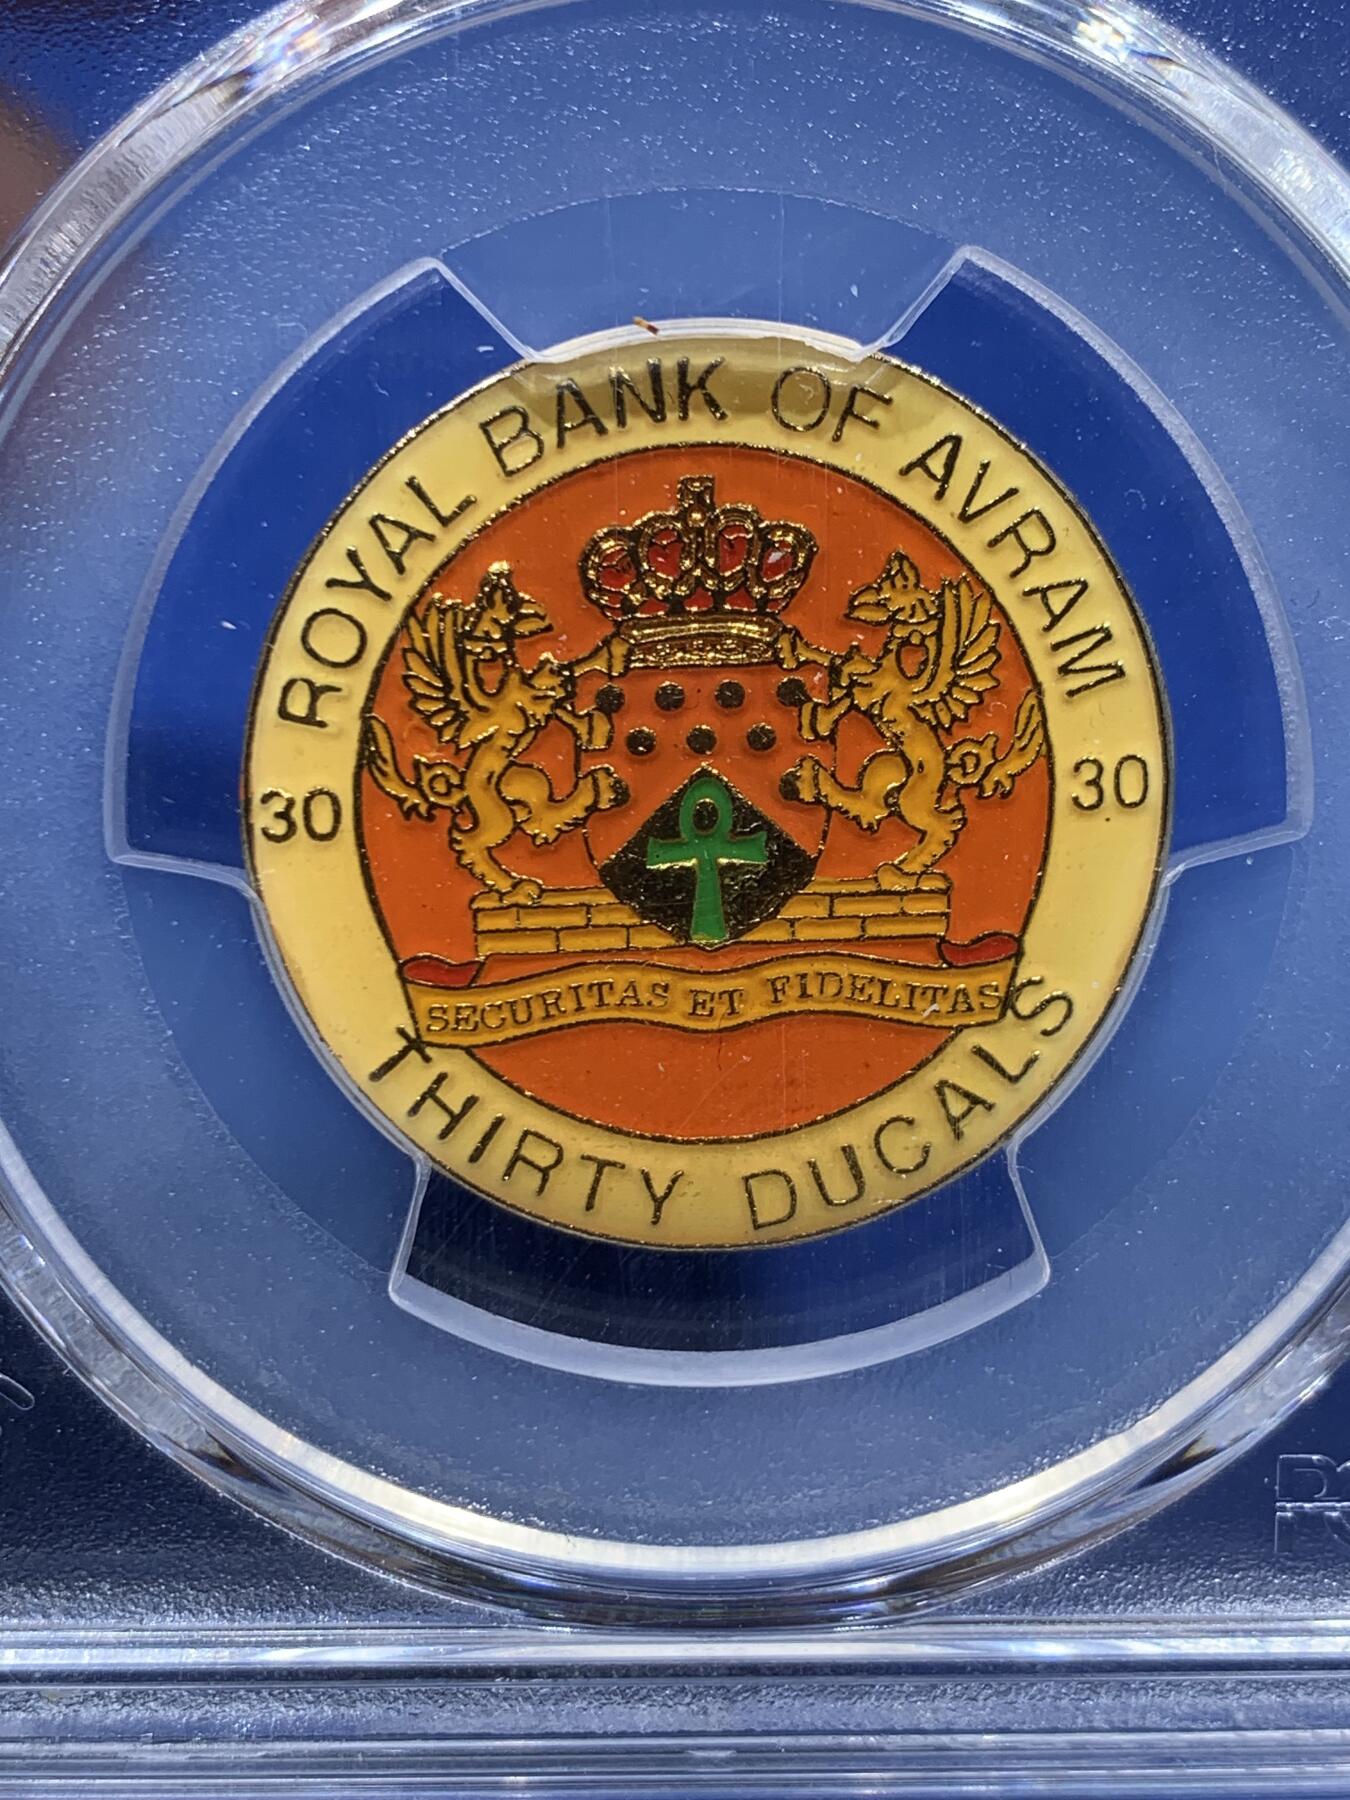 ROYAL BANK OF AVRAM
30
30
SECURITAS ET FIDELITAS
THIRTY DUCALS